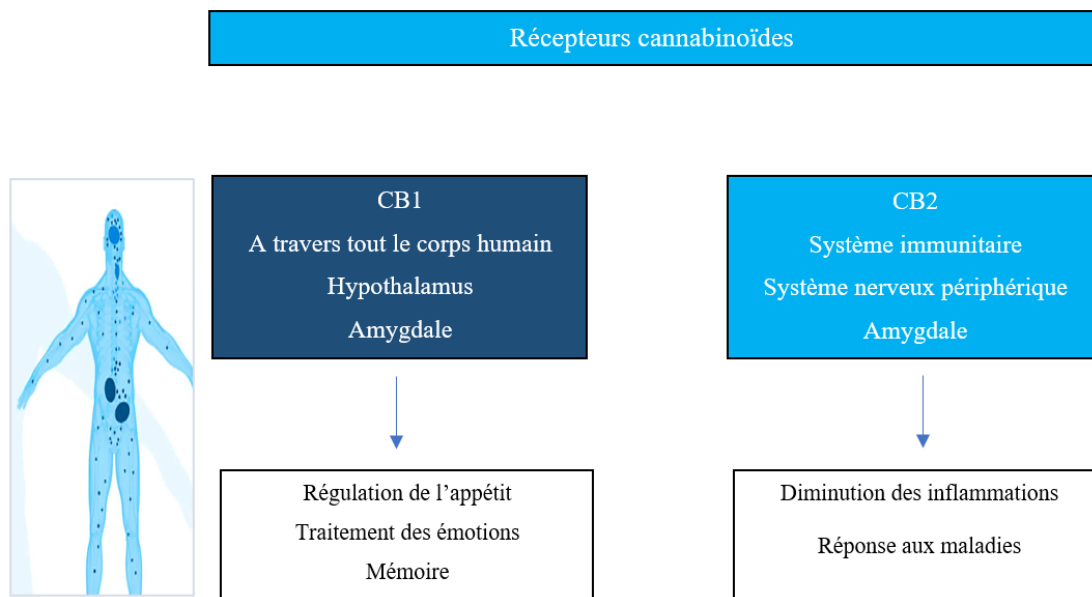 Récepteurs cannabinoïdes
CB1
A travers tout le corps humain
Hypothalamus
Amygdale
CB2
Système immunitaire
Système nerveux périphérique
Amygdale
Régulation de l’appétit
Traitement des émotions
Mémoire
Diminution des inflammations
Réponse aux maladies